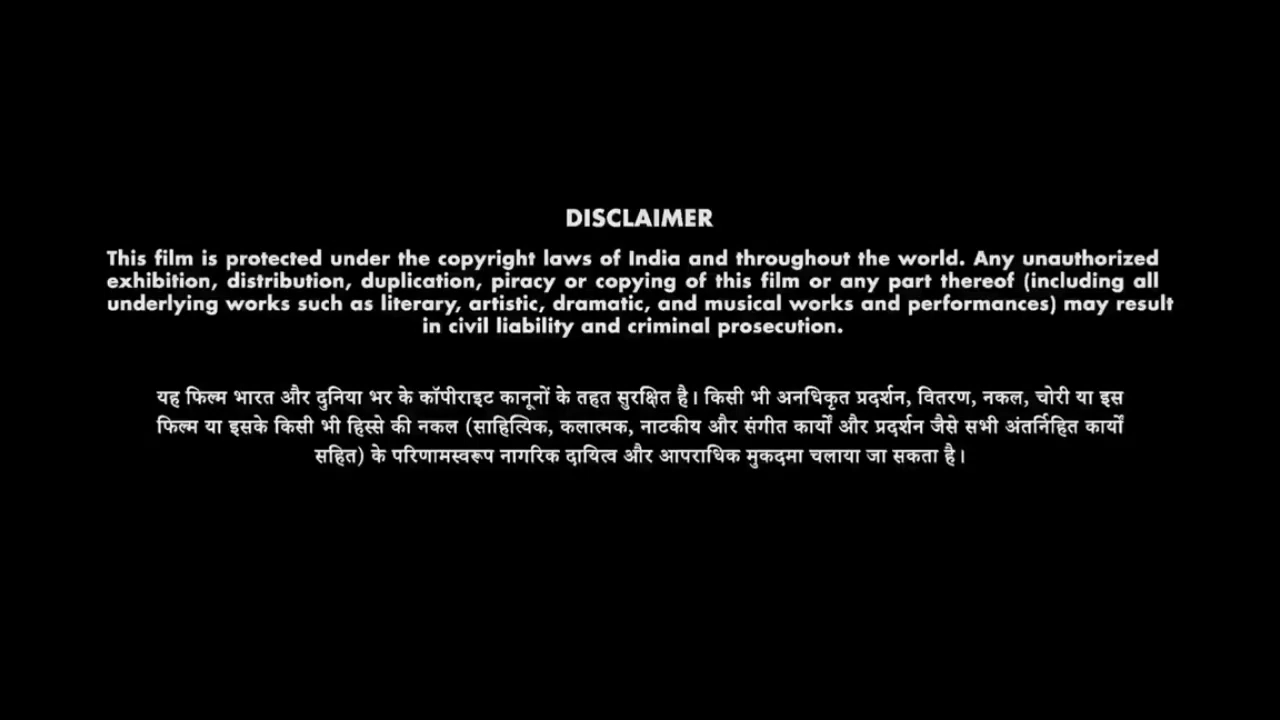 DISCLAIMER
This film is protected under the copyright laws of India and throughout the world. Any unauthorized
exhibition, distribution, duplication, piracy or copying of this film or any part thereof (including all
underlying works such as literary, artistic, dramatic, and musical works and performances) may result
in civil liability and criminal prosecution.
यह फिल्म भारत और दुनिया भर के कॉपीराइट कानूनों के तहत सुरक्षित है। किसी भी अनधिकृत प्रदर्शन, वितरण, नकल, चोरी या इस
फिल्म या इसके किसी भी हिस्से की नकल (साहित्यिक, कलात्मक, नाटकीय और संगीत कार्यों और प्रदर्शन जैसे सभी अंतर्निहित कार्यों
सहित) के परिणामस्वरूप नागरिक दायित्व और आपराधिक मुकदमा चलाया जा सकता है।